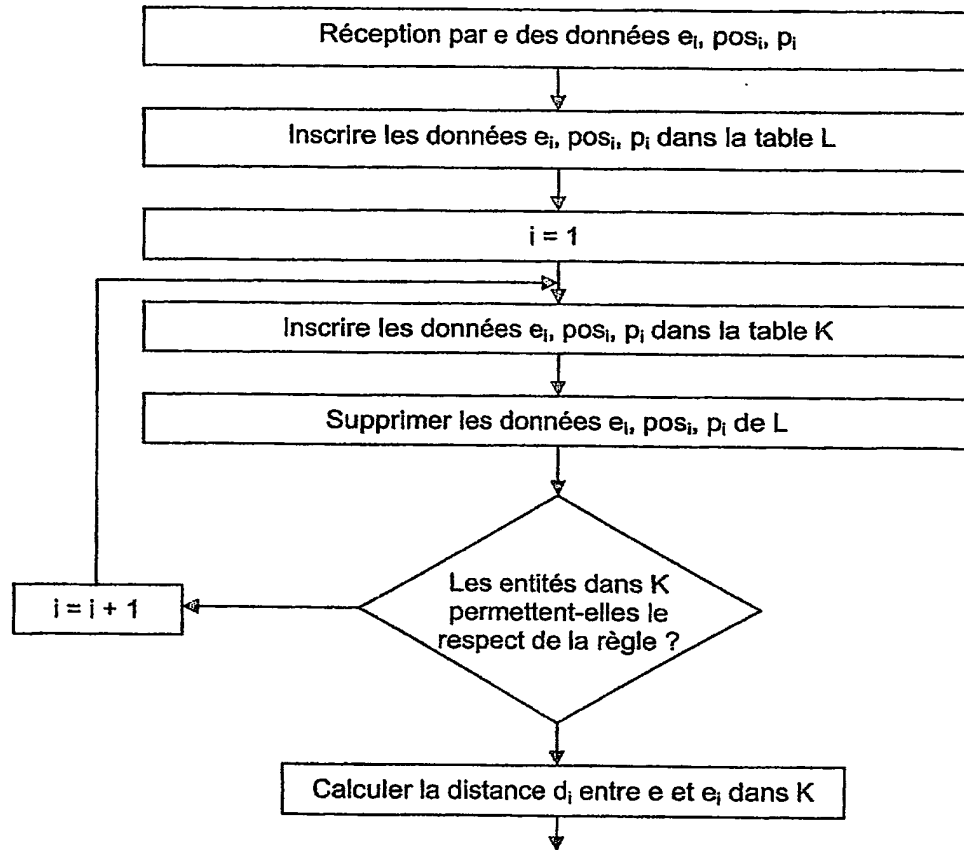 Réception par e des données eᵢ, posᵢ, pᵢ
Inscrire les données eᵢ, posᵢ, pᵢ dans la table L
i = 1
Inscrire les données eᵢ, posᵢ, pᵢ dans la table K
Supprimer les données eᵢ, posᵢ, pᵢ de L
Les entités dans K
permettent-elles le
respect de la règle ?
i = i + 1
Calculer la distance dᵢ entre e et eᵢ dans K